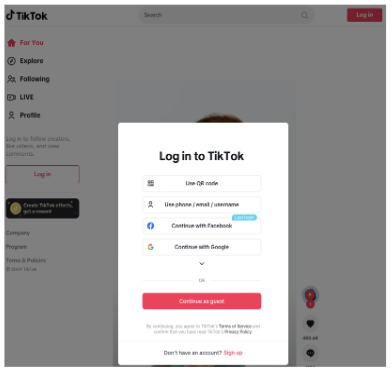 TikTok
Search
Log in
For You
Explore
Following
LIVE
Profile
Log in to follow creators,
like videos, and view
comments.
Log in
Create TikTok effects,
get a reward
Company
Program
Terms & Policies
© 2024 TikTok
Log in to TikTok
Use QR code
Use phone / email / username
Continue with Facebook
Continue with Google
OR
Continue as guest
By continuing, you agree to TikTok's Terms of Service and
confirm that you have read TikTok's Privacy Policy.
Don't have an account? Sign up